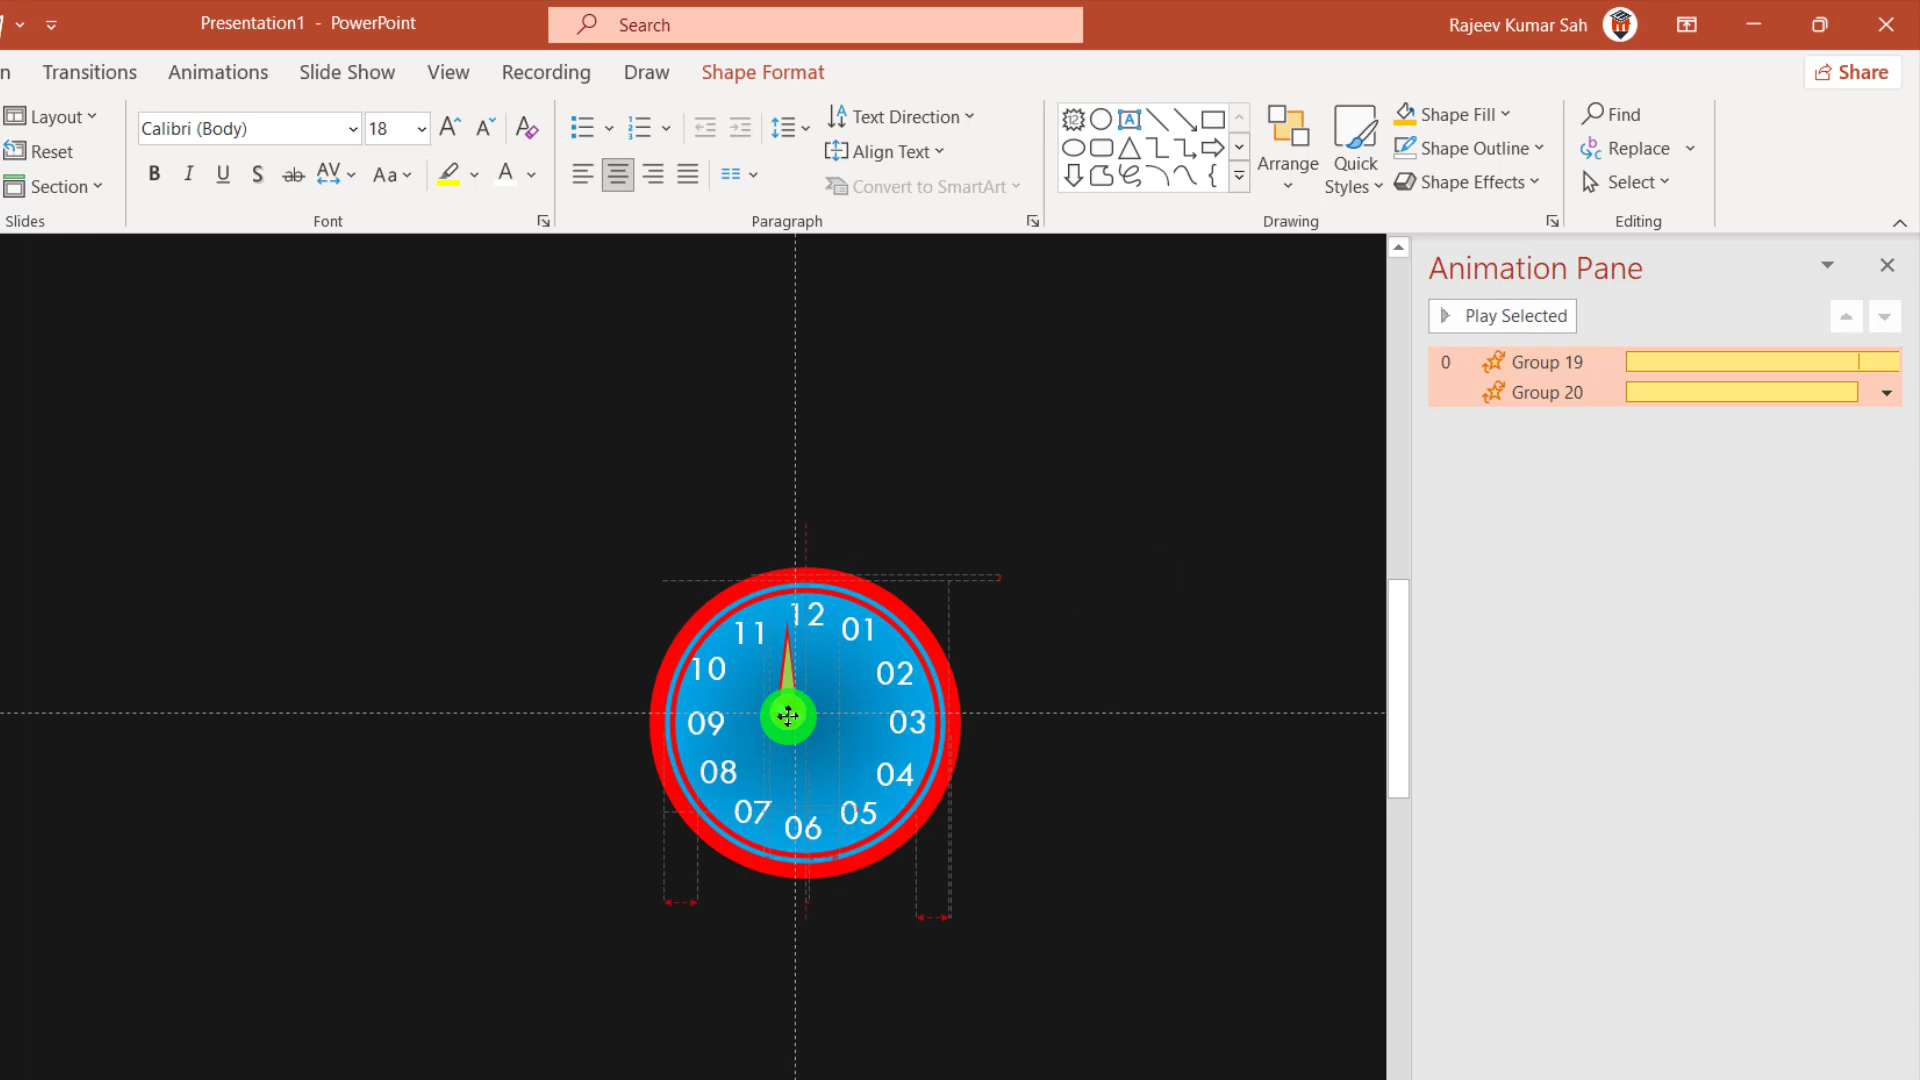 Presentation1 - PowerPoint
Search
Rajeev Kumar Sah
n
Transitions
Animations
Slide Show
View
Recording
Draw
Shape Format
Share
Layout
Reset
Section
Slides
Calibri (Body)
18
B I U S ab AV Aa A
Font
Text Direction
Align Text
Convert to SmartArt
Paragraph
Arrange
Quick
Styles
Shape Fill
Shape Outline
Shape Effects
Drawing
Find
Replace
Select
Editing
Animation Pane
Play Selected
0 Group 19
Group 20
12
01
02
03
04
05
06
07
08
09
10
11